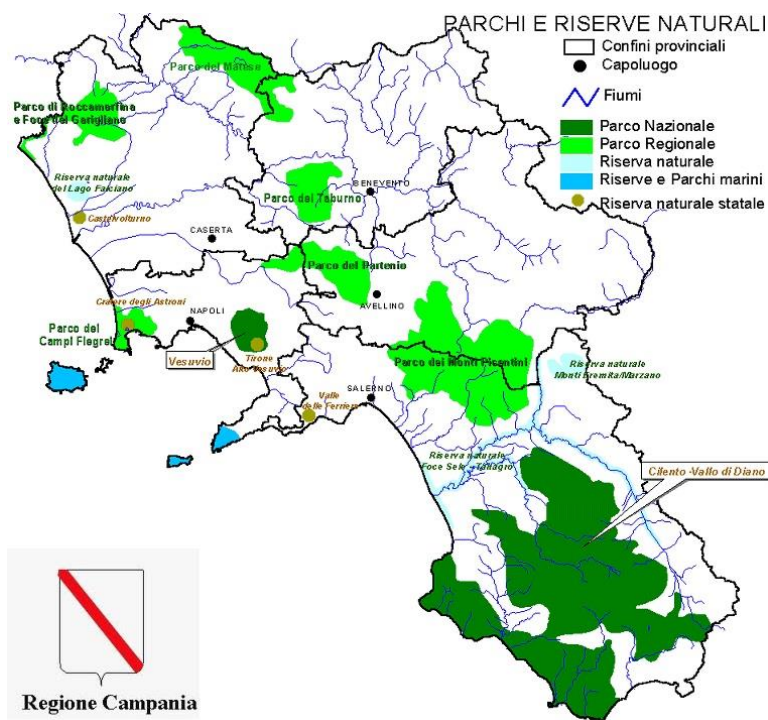 PARCHI E RISERVE NATURALI
Confini provinciali
Capoluogo
Fiumi
Parco Nazionale
Parco Regionale
Riserva naturale
Riserve e Parchi marini
Riserva naturale statale
Parco del Matese
Parco di Roccamorfina
e Foce del Garigliano
Riserva naturale
del Lago Falciano
Castelvolturno
BENEVENTO
Parco del Taburno
CASERTA
Parco del Partenio
AVELLINO
Cratere degli Astroni
NAPOLI
Parco dei
Campi Flegrei
Vesuvio
Tirone
Alto Vesuvio
Parco dei Monti Picentini
Riserva naturale
Monti Eremita/Marzano
Valle
delle Ferriere
SALERNO
Riserva naturale
Foce Sele - Tanagro
Cilento -Vallo di Diano
Regione Campania